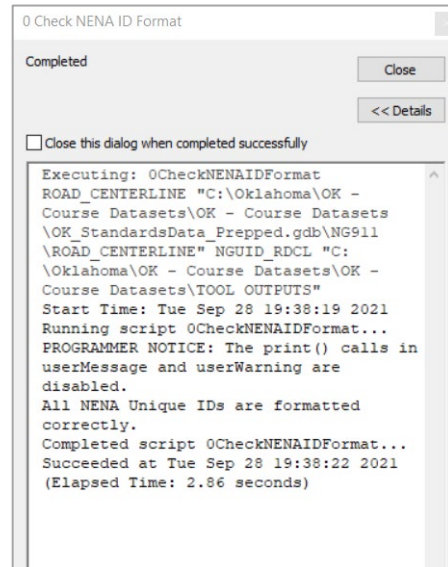 0 Check NENA ID Format
Completed
Close
<< Details
Close this dialog when completed successfully
Executing: 0CheckNENAIDFormat
ROAD_CENTERLINE "C:\Oklahoma\OK -
Course Datasets\OK - Course Datasets
\OK_StandardsData_Prepped.gdb\NG911
\ROAD_CENTERLINE" NGUID_RDCL "C:
\Oklahoma\OK - Course Datasets\OK -
Course Datasets\TOOL OUTPUTS"
Start Time: Tue Sep 28 19:38:19 2021
Running script 0CheckNENAIDFormat...
PROGRAMMER NOTICE: The print() calls in
userMessage and userWarning are
disabled.
All NENA Unique IDs are formatted
correctly.
Completed script 0CheckNENAIDFormat...
Succeeded at Tue Sep 28 19:38:22 2021
(Elapsed Time: 2.86 seconds)